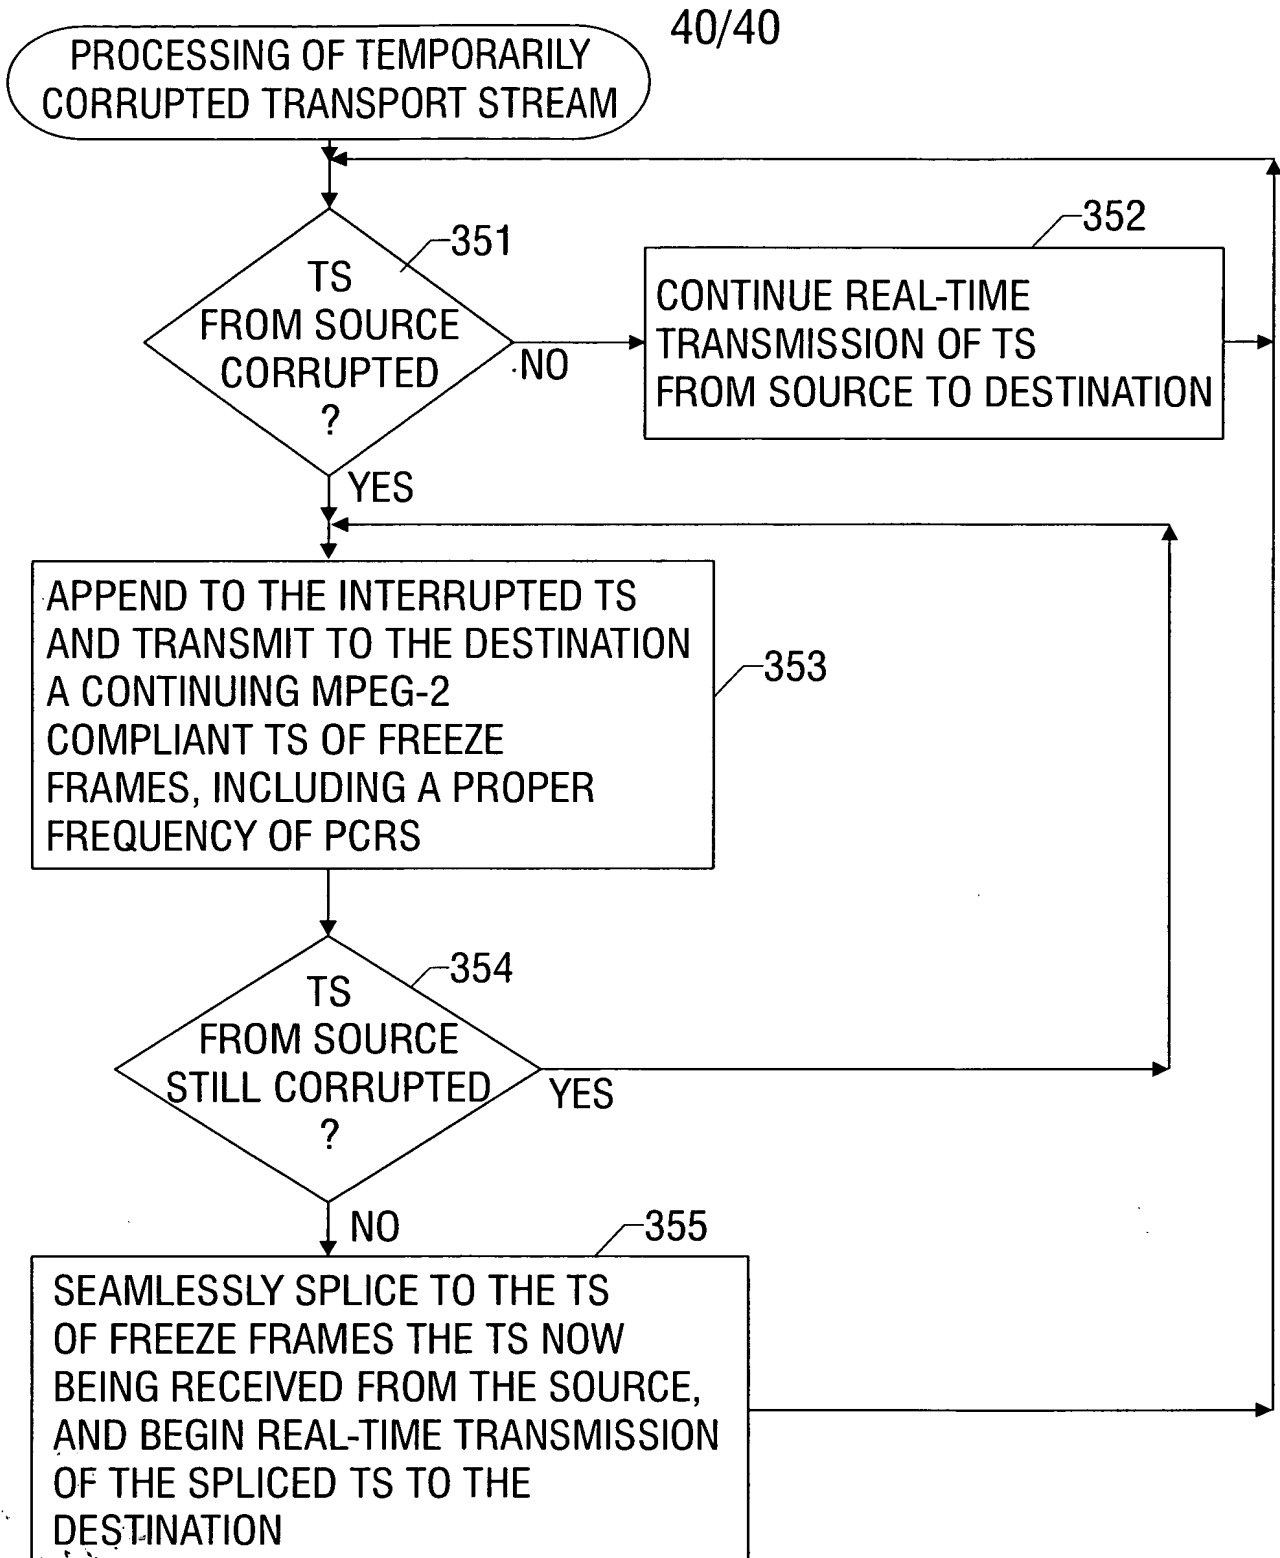 40/40
PROCESSING OF TEMPORARILY
CORRUPTED TRANSPORT STREAM
351
TS
FROM SOURCE
CORRUPTED
?
NO
YES
352
CONTINUE REAL-TIME
TRANSMISSION OF TS
FROM SOURCE TO DESTINATION
APPEND TO THE INTERRUPTED TS
AND TRANSMIT TO THE DESTINATION
A CONTINUING MPEG-2
COMPLIANT TS OF FREEZE
FRAMES, INCLUDING A PROPER
FREQUENCY OF PCRS
353
354
TS
FROM SOURCE
STILL CORRUPTED
?
YES
NO
355
SEAMLESSLY SPLICE TO THE TS
OF FREEZE FRAMES THE TS NOW
BEING RECEIVED FROM THE SOURCE,
AND BEGIN REAL-TIME TRANSMISSION
OF THE SPLICED TS TO THE
DESTINATION